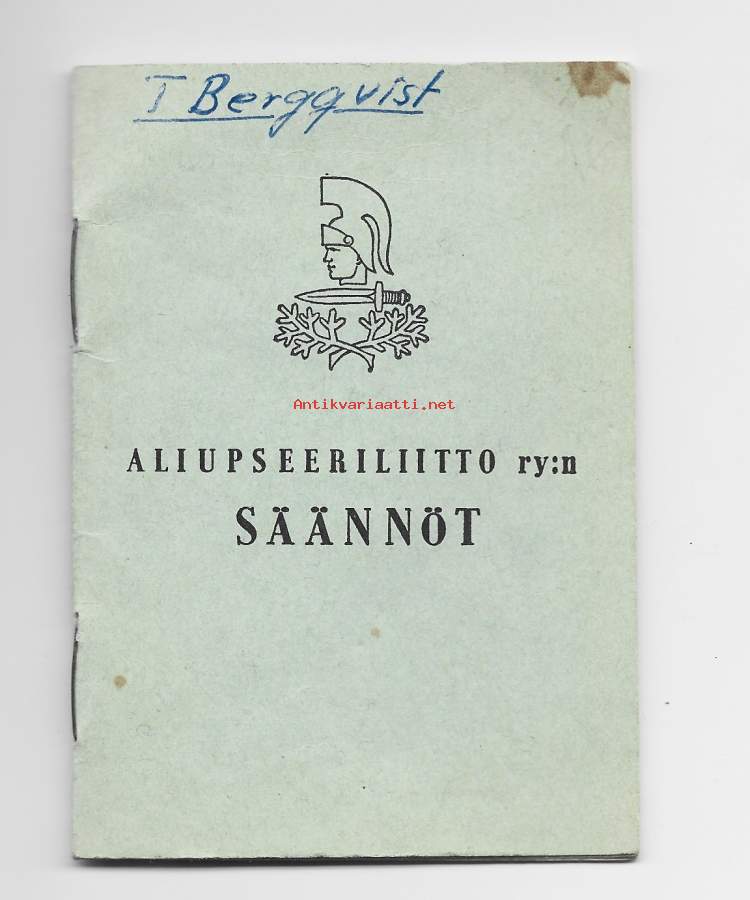 T Bergqvist
Antikvariaatti.net
ALIUPSEERILIITTO ry:n
SÄÄNNÖT